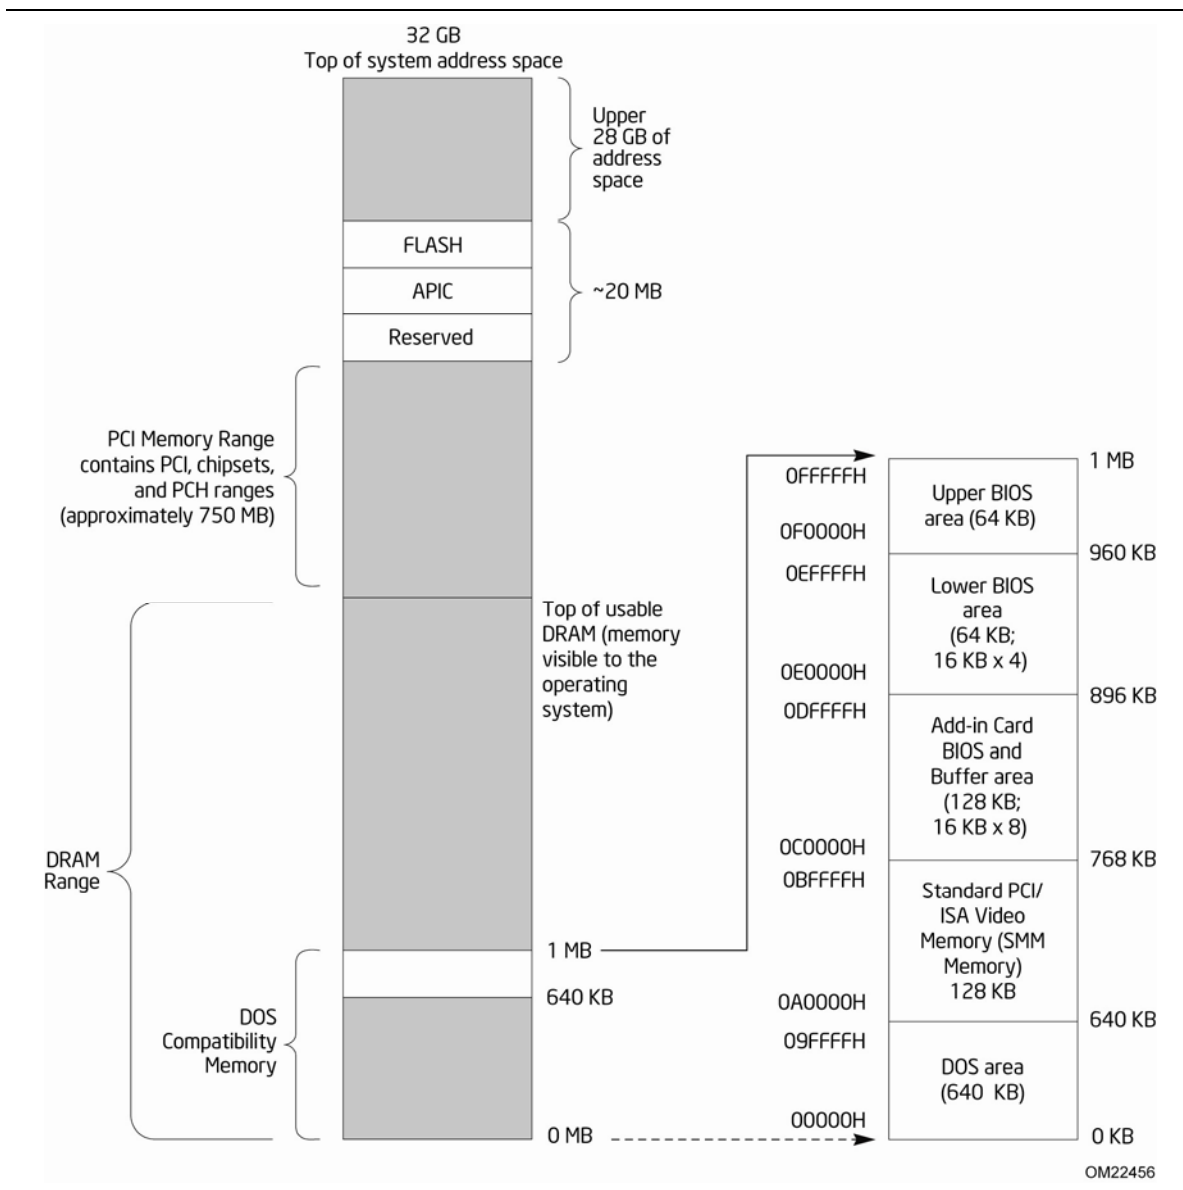 32 GB
Top of system address space
Upper
28 GB of
address
space
FLASH
APIC
~20 MB
Reserved
PCI Memory Range
contains PCI, chipsets,
and PCH ranges
(approximately 750 MB)
Top of usable
DRAM (memory
visible to the
operating
system)
DRAM
Range
1 MB
640 KB
DOS
Compatibility
Memory
0 MB
1 MB
0FFFFFH
Upper BIOS
area (64 KB)
0F0000H
960 KB
0EFFFFH
Lower BIOS
area
(64 KB;
16 KB x 4)
0E0000H
896 KB
0DFFFFH
Add-in Card
BIOS and
Buffer area
(128 KB;
16 KB x 8)
0C0000H
768 KB
0BFFFFH
Standard PCI/
ISA Video
Memory (SMM
Memory)
128 KB
0A0000H
640 KB
09FFFFH
DOS area
(640 KB)
00000H
0 KB
OM22456